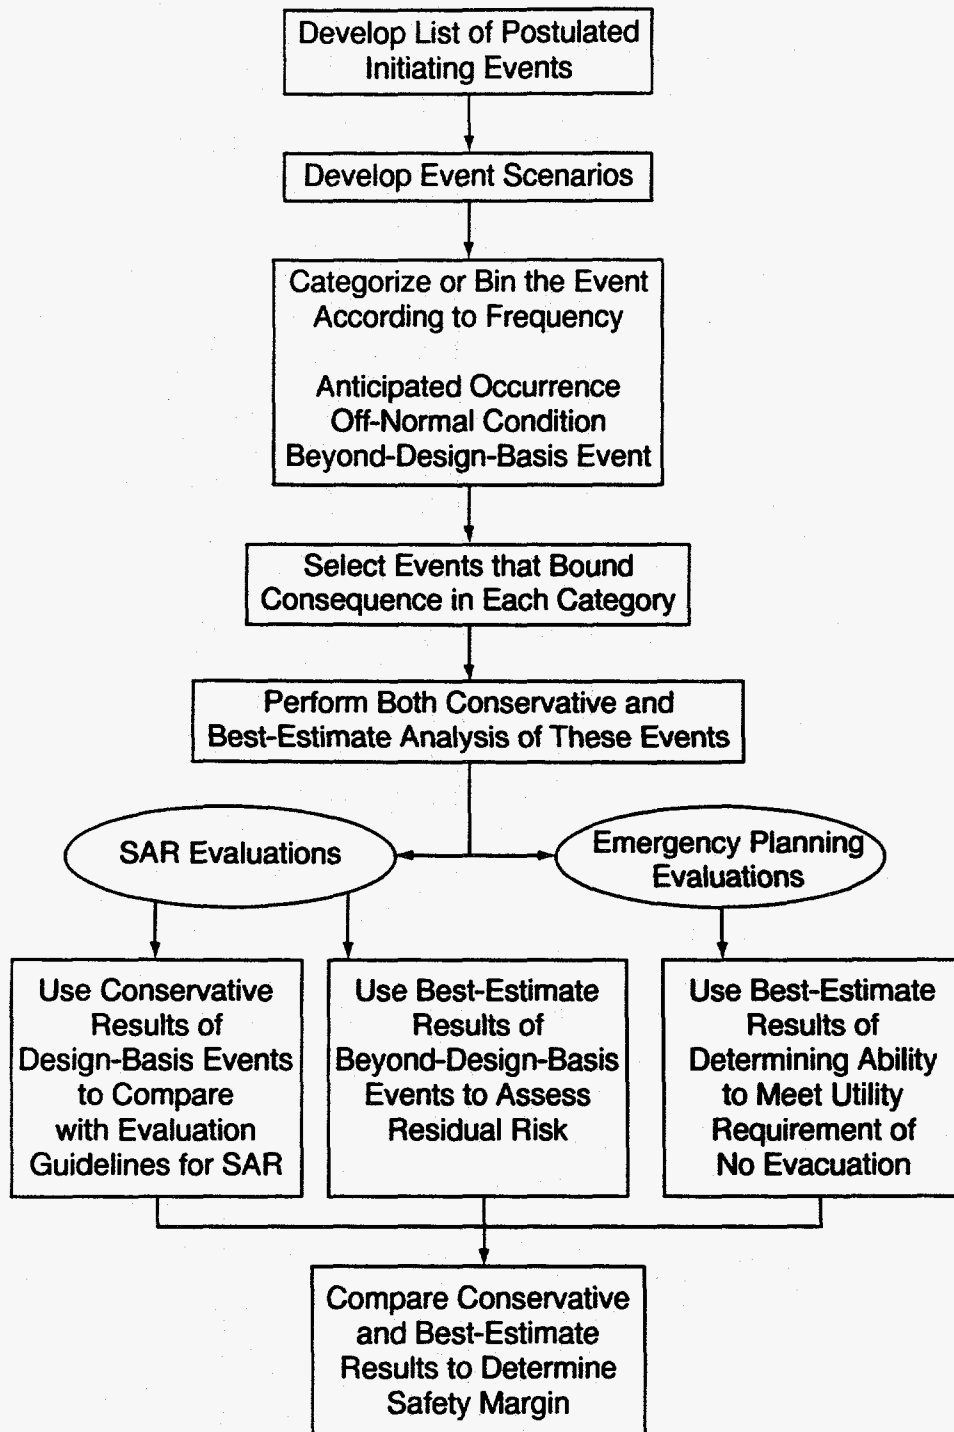 Develop List of Postulated
Initiating Events
Develop Event Scenarios
Categorize or Bin the Event
According to Frequency
Anticipated Occurrence
Off-Normal Condition
Beyond-Design-Basis Event
Select Events that Bound
Consequence in Each Category
Perform Both Conservative and
Best-Estimate Analysis of These Events
SAR Evaluations
Emergency Planning
Evaluations
Use Conservative
Results of
Design-Basis Events
to Compare
with Evaluation
Guidelines for SAR
Use Best-Estimate
Results of
Beyond-Design-Basis
Events to Assess
Residual Risk
Use Best-Estimate
Results of
Determining Ability
to Meet Utility
Requirement of
No Evacuation
Compare Conservative
and Best-Estimate
Results to Determine
Safety Margin